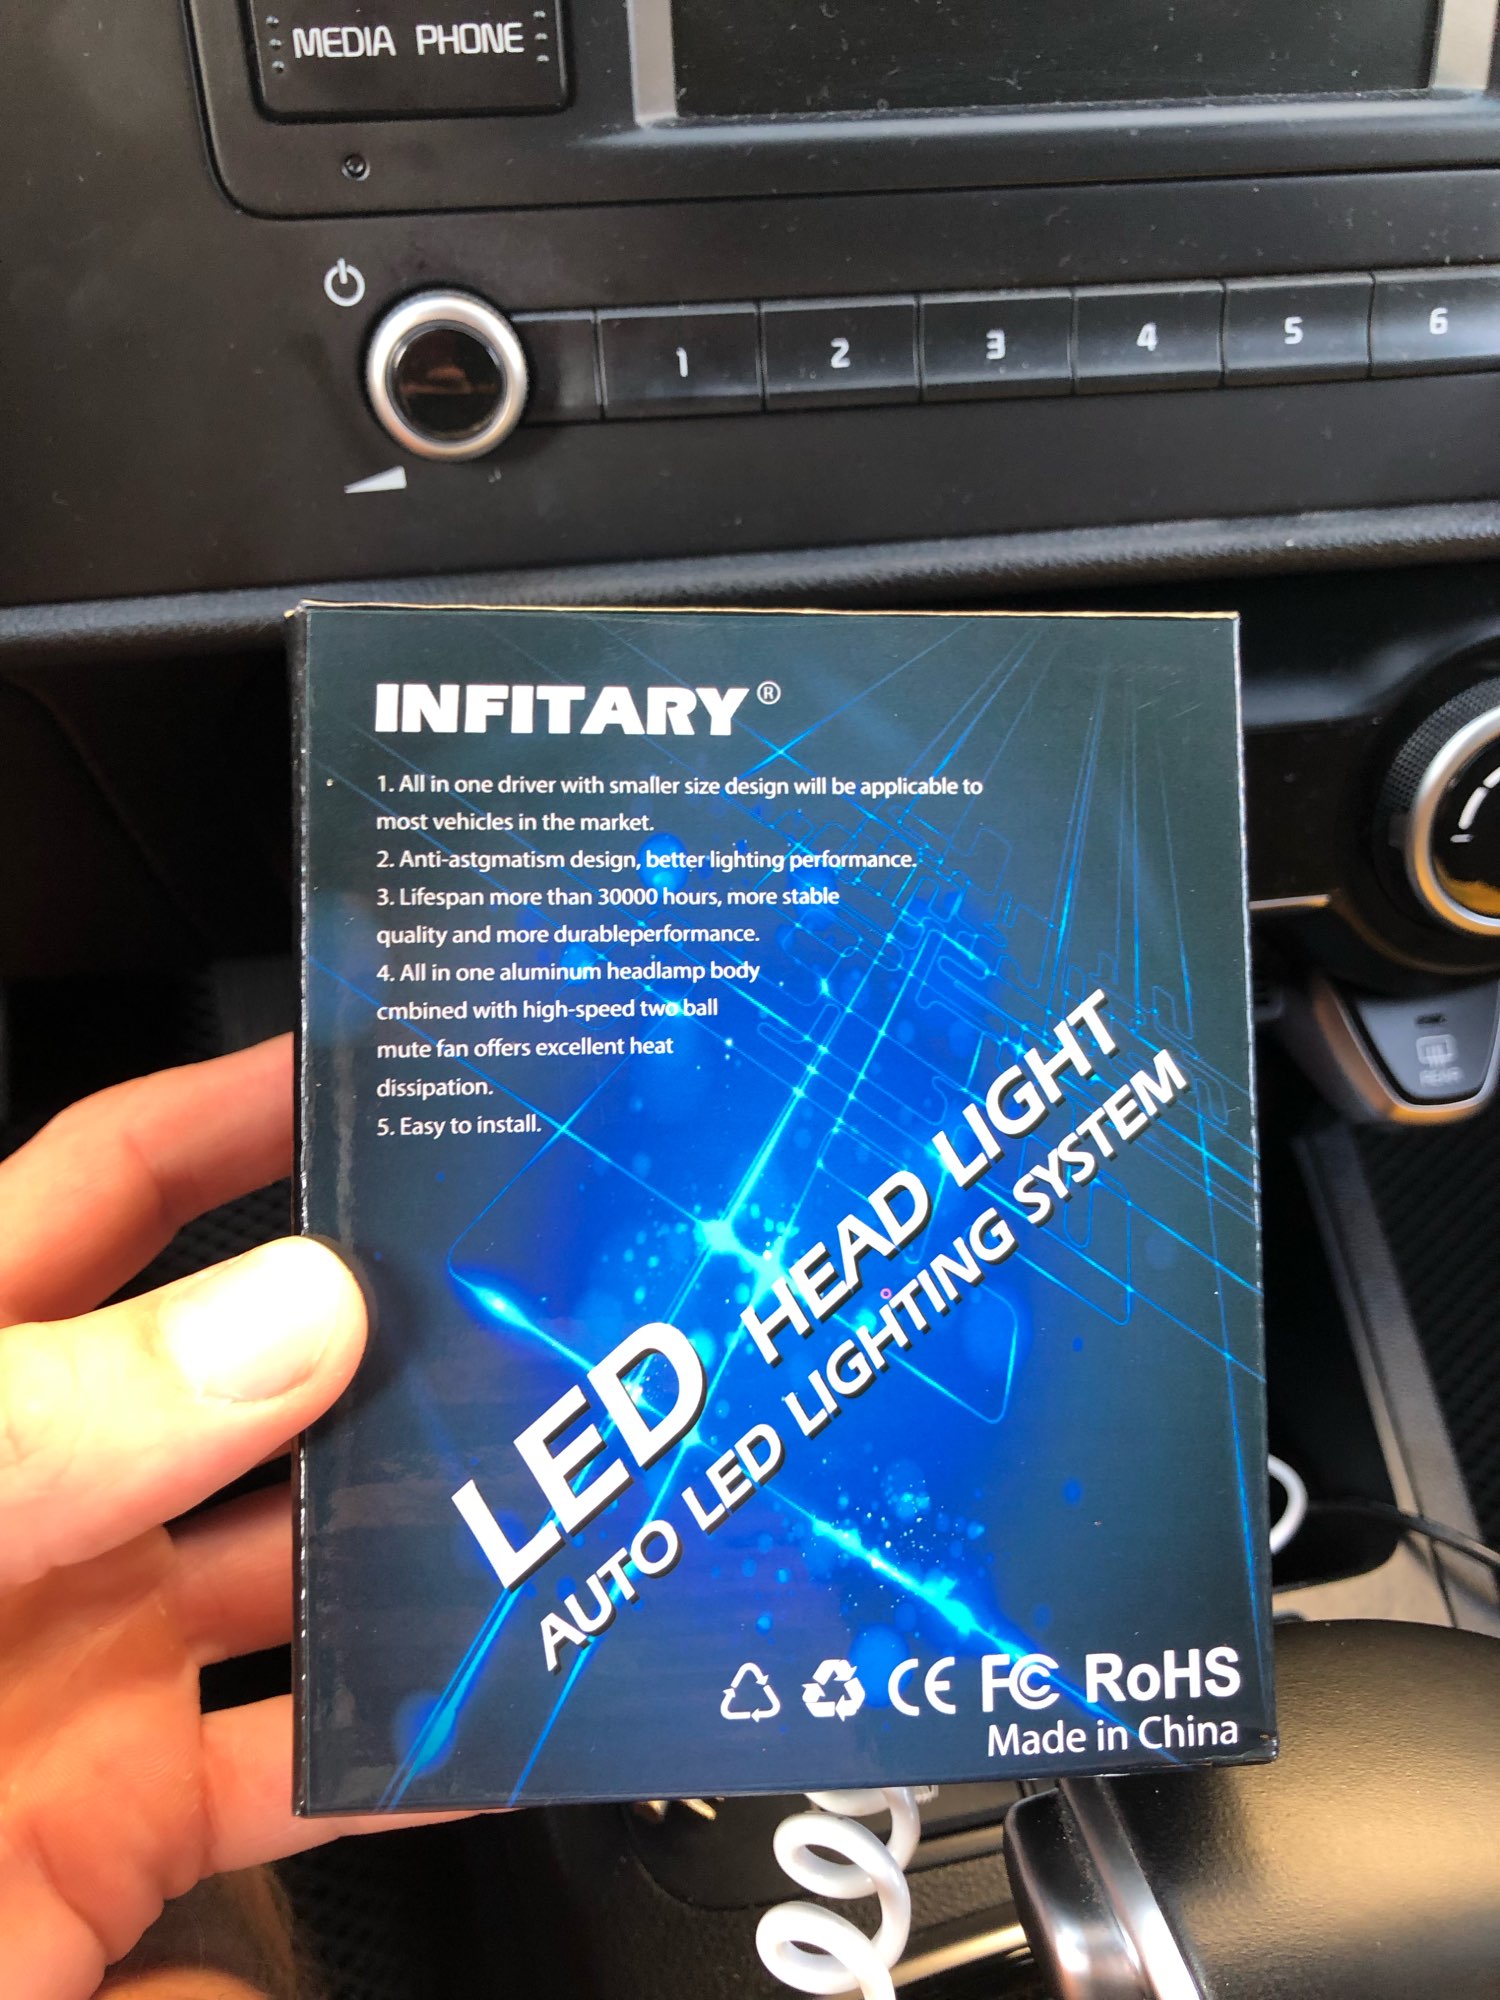 MEDIA PHONE
1 2 3 4 5 6
INFITARY®
1. All in one driver with smaller size design will be applicable to
most vehicles in the market.
2. Anti-astgmatism design, better lighting performance.
3. Lifespan more than 30000 hours, more stable
quality and more durableperformance.
4. All in one aluminum headlamp body
cmbined with high-speed two ball
mute fan offers excellent heat
dissipation.
5. Easy to install.
REAR
LED HEAD LIGHT
AUTO LED LIGHTING SYSTEM
CE FC RoHS
Made in China